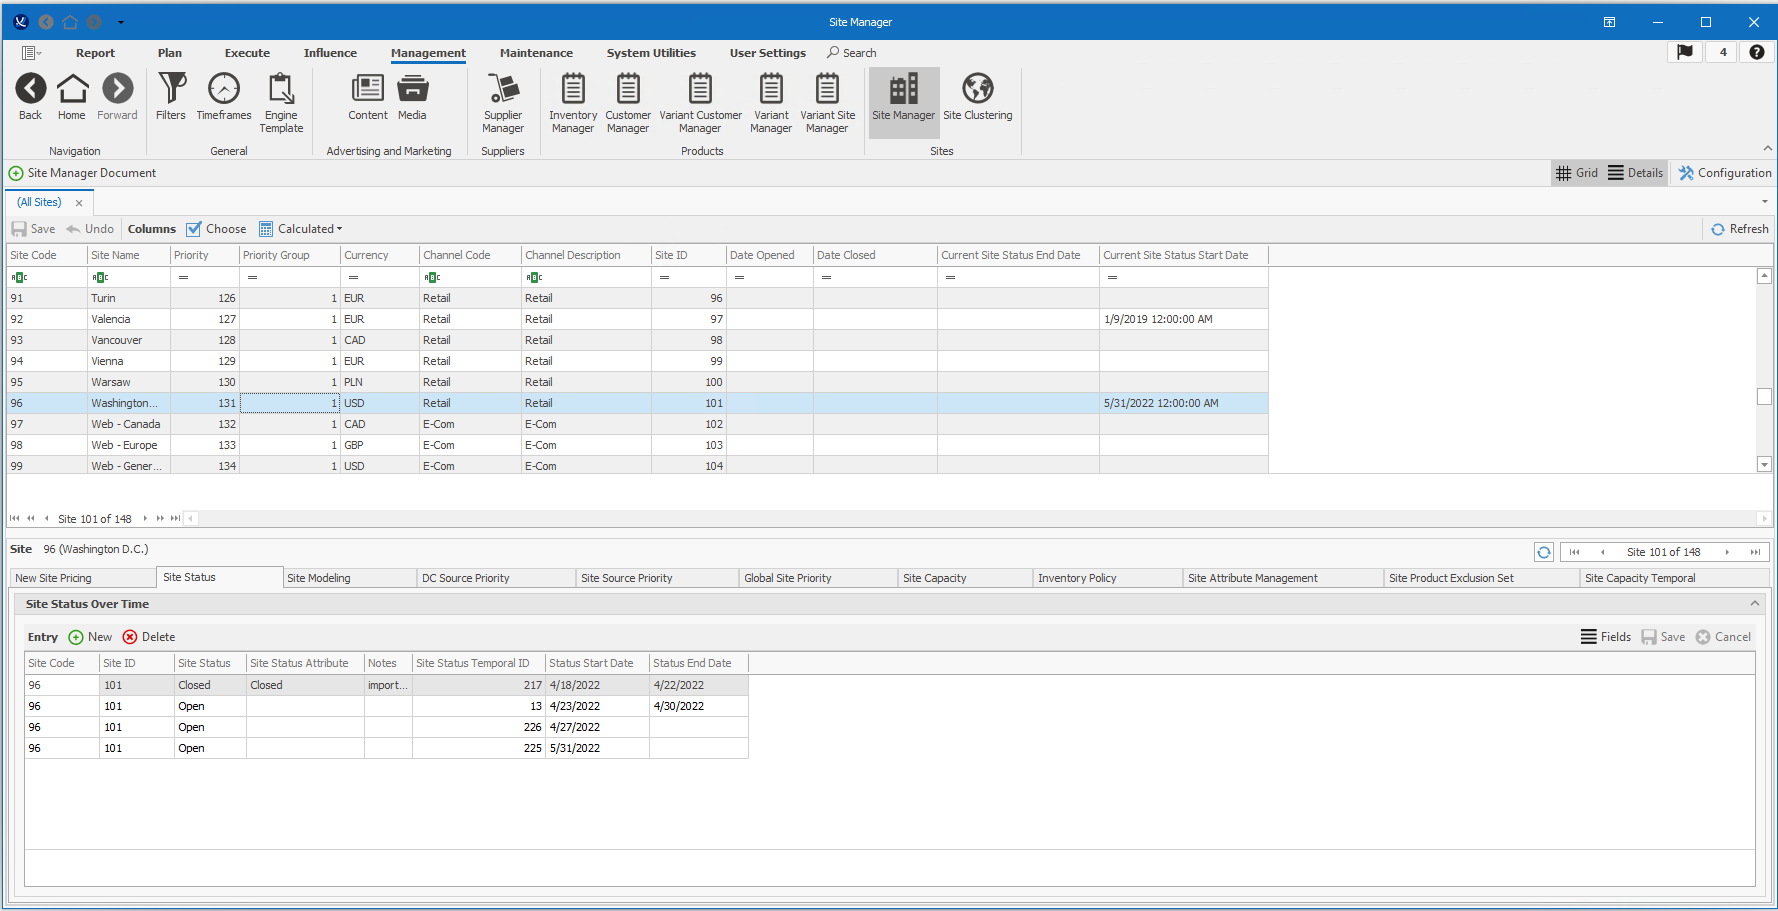 Site Manager
Report Plan Execute Influence Management Maintenance System Utilities User Settings Search 4
Back Home Forward Filters Timeframes Engine Template Content Media Supplier Manager Inventory Manager Customer Manager Variant Customer Manager Variant Manager Variant Site Manager Site Manager Site Clustering
Navigation General Advertising and Marketing Suppliers Products Sites
Site Manager Document Grid Details Configuration
(All Sites)
Save Undo Columns Choose Calculated Refresh
Site Code Site Name Priority Priority Group Currency Channel Code Channel Description Site ID Date Opened Date Closed Current Site Status End Date Current Site Status Start Date
ABC ABC = = = ABC ABC = = = = =
91 Turin 126 1 EUR Retail Retail 96
92 Valencia 127 1 EUR Retail Retail 97 1/9/2019 12:00:00 AM
93 Vancouver 128 1 CAD Retail Retail 98
94 Vienna 129 1 EUR Retail Retail 99
95 Warsaw 130 1 PLN Retail Retail 100
96 Washington... 131 1 USD Retail Retail 101 5/31/2022 12:00:00 AM
97 Web - Canada 132 1 CAD E-Com E-Com 102
98 Web - Europe 133 1 GBP E-Com E-Com 103
99 Web - Gener... 134 1 USD E-Com E-Com 104
Site 101 of 148
Site 96 (Washington D.C.) Site 101 of 148
New Site Pricing Site Status Site Modeling DC Source Priority Site Source Priority Global Site Priority Site Capacity Inventory Policy Site Attribute Management Site Product Exclusion Set Site Capacity Temporal
Site Status Over Time
Entry New Delete Fields Save Cancel
Site Code Site ID Site Status Site Status Attribute Notes Site Status Temporal ID Status Start Date Status End Date
96 101 Closed Closed import... 217 4/18/2022 4/22/2022
96 101 Open 13 4/23/2022 4/30/2022
96 101 Open 226 4/27/2022
96 101 Open 225 5/31/2022